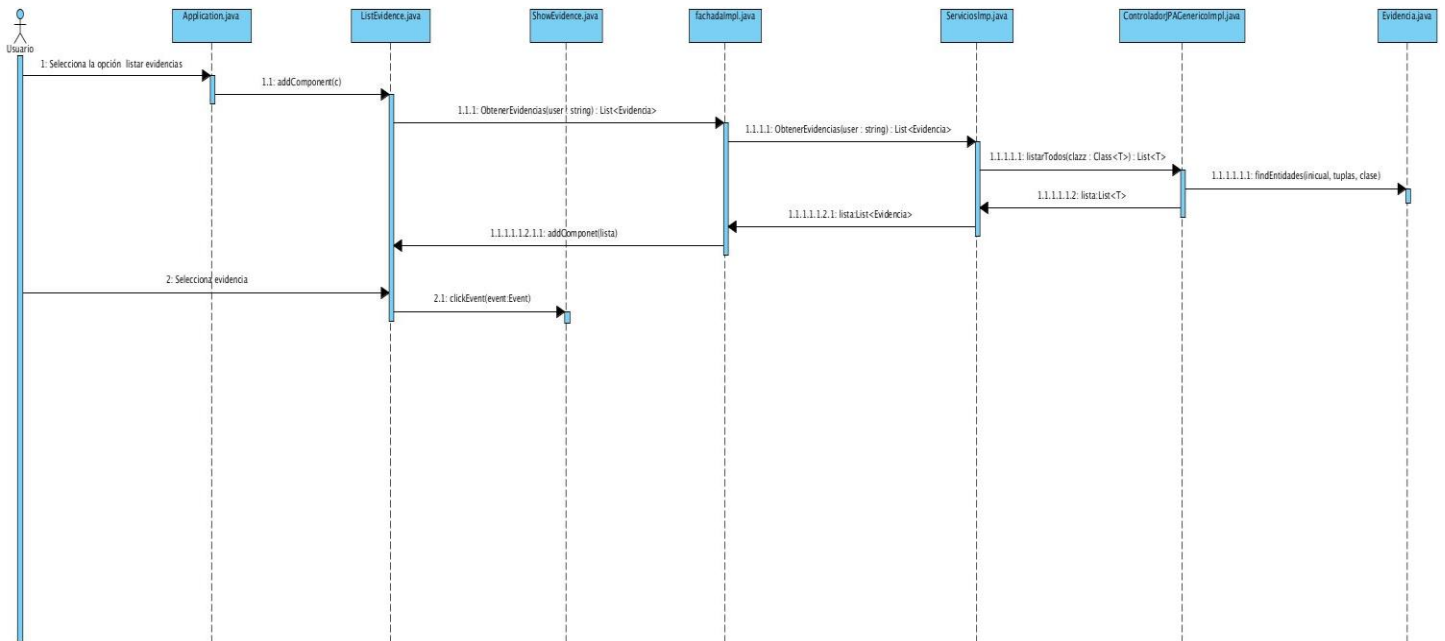 Application.java
ListEvidence.java
ShowEvidence.java
fachadaImpl.java
ServiciosImp.java
ControladorJPAGenericoImpl.java
Evidencia.java
Usuario
1: Selecciona la opción listar evidencias
1.1: addComponent(c)
1.1.1: ObtenerEvidencias(user : string) : List<Evidencia>
1.1.1.1: ObtenerEvidencias(user : string) : List<Evidencia>
1.1.1.1.1: listarTodos(clazz : Class<T>) : List<T>
1.1.1.1.1.1: findEntidades(inicual, tuplas, clase)
1.1.1.1.1.2: lista:List<T>
1.1.1.1.1.2.1: lista:List<Evidencia>
1.1.1.1.1.2.1.1: addComponet(lista)
2: Selecciona evidencia
2.1: clickEvent(event:Event)